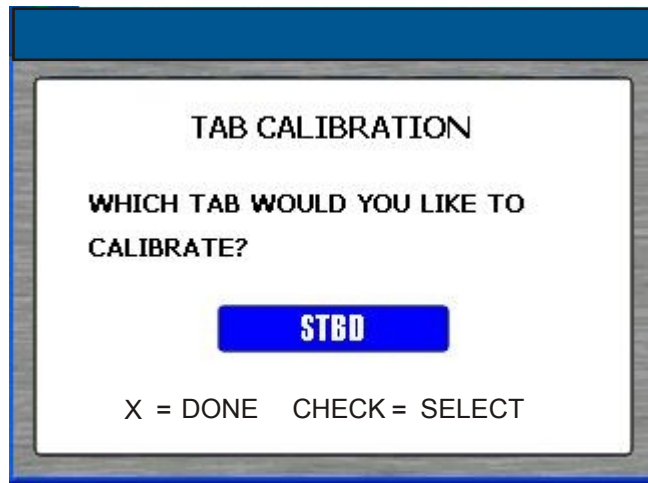 TAB CALIBRATION
WHICH TAB WOULD YOU LIKE TO
CALIBRATE?
STBD
X = DONE CHECK = SELECT